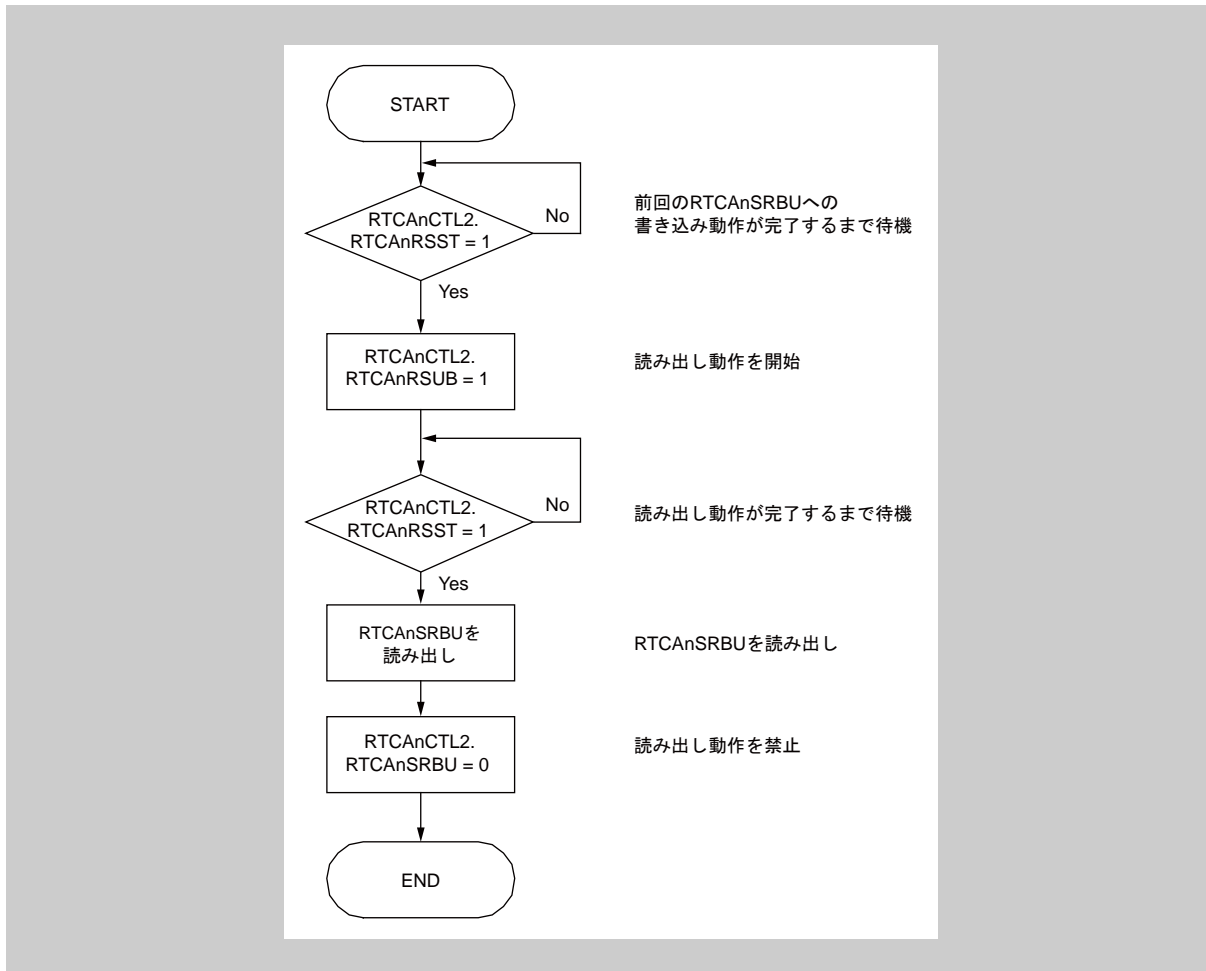 START
RTCAnCTL2.
RTCAnRSST = 1
No
前回のRTCAnSRBUへの
書き込み動作が完了するまで待機
Yes
RTCAnCTL2.
RTCAnRSUB = 1
読み出し動作を開始
RTCAnCTL2.
RTCAnRSST = 1
No
読み出し動作が完了するまで待機
Yes
RTCAnSRBUを
読み出し
RTCAnSRBUを読み出し
RTCAnCTL2.
RTCAnSRBU = 0
読み出し動作を禁止
END